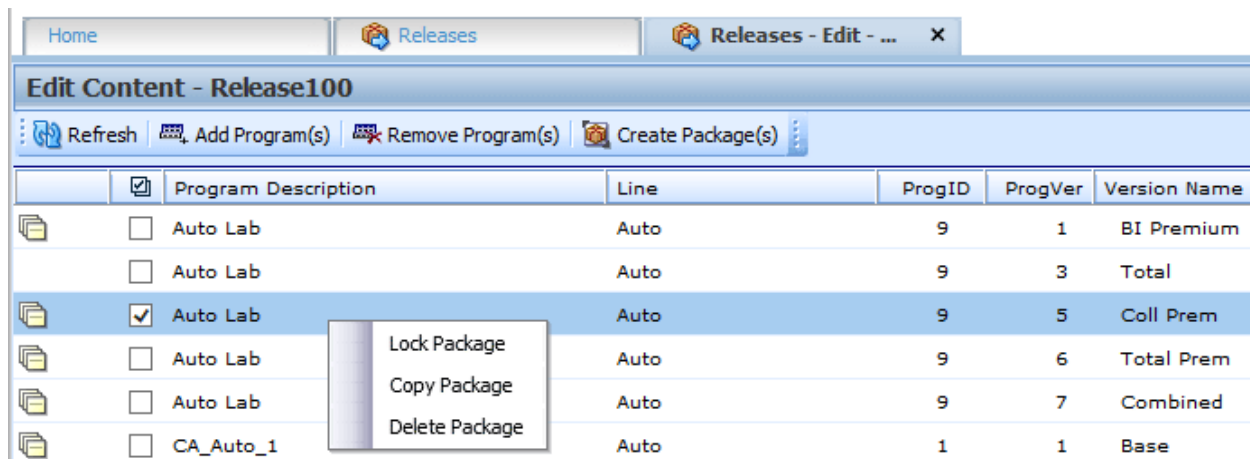 Home Releases Releases - Edit - ... ×
Edit Content - Release100
Refresh Add Program(s) Remove Program(s) Create Package(s)
Program Description Line ProgID ProgVer Version Name
Auto Lab Auto 9 1 BI Premium
Auto Lab Auto 9 3 Total
Auto Lab Auto 9 5 Coll Prem
Lock Package
Auto Lab Auto 9 6 Total Prem
Copy Package
Auto Lab Auto 9 7 Combined
Delete Package
CA_Auto_1 Auto 1 1 Base